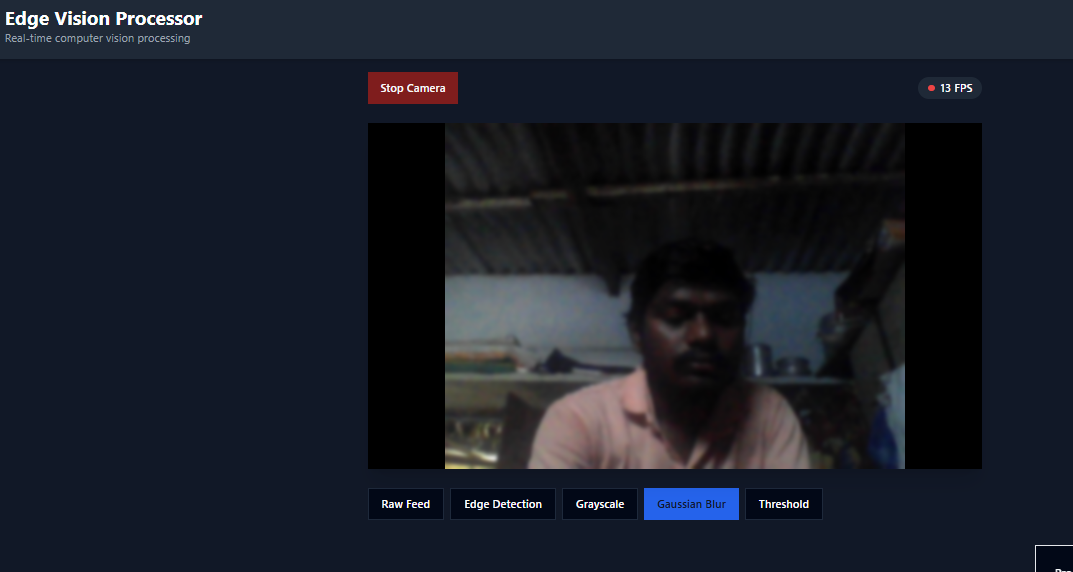 Edge Vision Processor
Real-time computer vision processing
Stop Camera
13 FPS
Raw Feed
Edge Detection
Grayscale
Gaussian Blur
Threshold